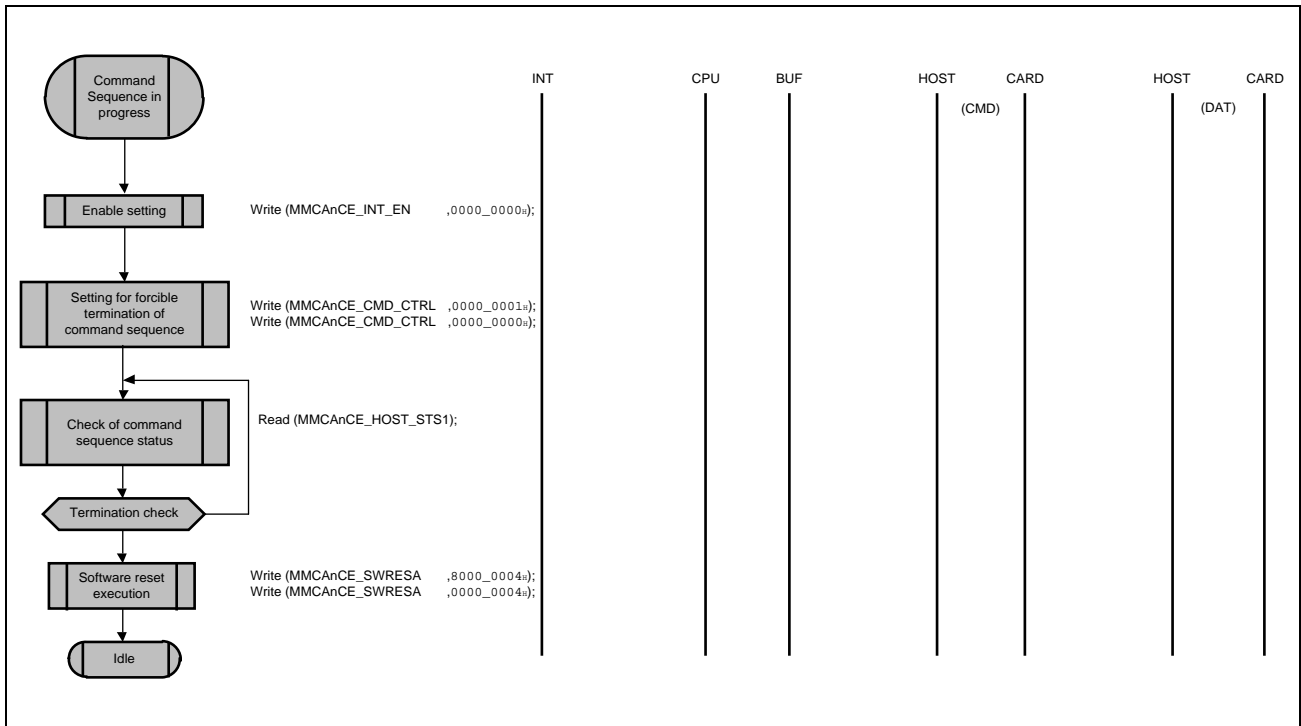 INT CPU BUF HOST CARD HOST CARD
(CMD) (DAT)
Command
Sequence in
progress
Enable setting Write (MMCAnCE_INT_EN ,0000_0000H);
Setting for forcible
termination of
command sequence
Write (MMCAnCE_CMD_CTRL ,0000_0001H);
Write (MMCAnCE_CMD_CTRL ,0000_0000H);
Check of command
sequence status
Read (MMCAnCE_HOST_STS1);
Termination check
Software reset
execution
Write (MMCAnCE_SWRESA ,8000_0004H);
Write (MMCAnCE_SWRESA ,0000_0004H);
Idle